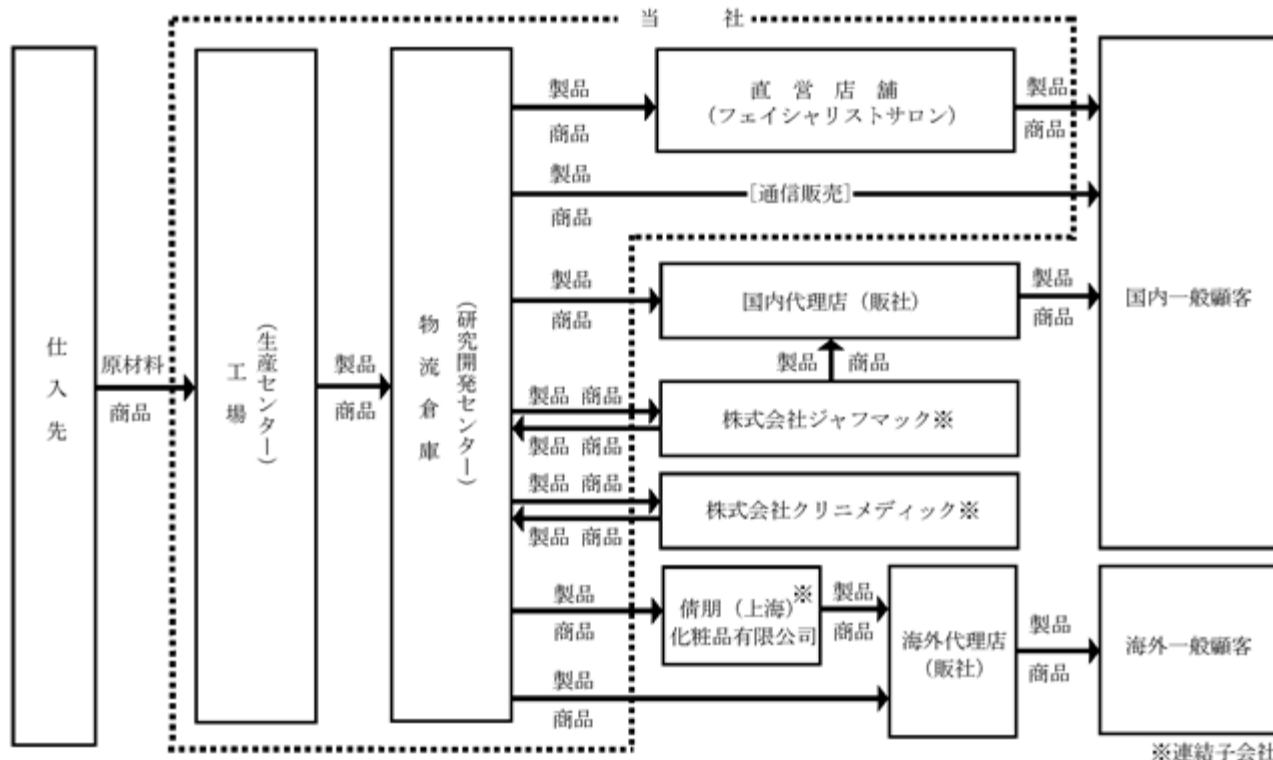 当 社
仕入先
原材料
商品
工場
(生産センター)
製品
商品
物流倉庫
(研究開発センター)
製品
商品
直営店舗
(フェイシャリストサロン)
製品
商品
製品
[通信販売]
商品
製品
商品
国内代理店(販社)
製品
商品
国内一般顧客
製品 商品
製品 商品
株式会社ジャフマック※
製品 商品
製品 商品
株式会社クリニメディック※
製品 商品
製品
商品
倩朋(上海)※
化粧品有限公司
製品
商品
製品
商品
海外代理店
(販社)
製品
商品
海外一般顧客
※連結子会社